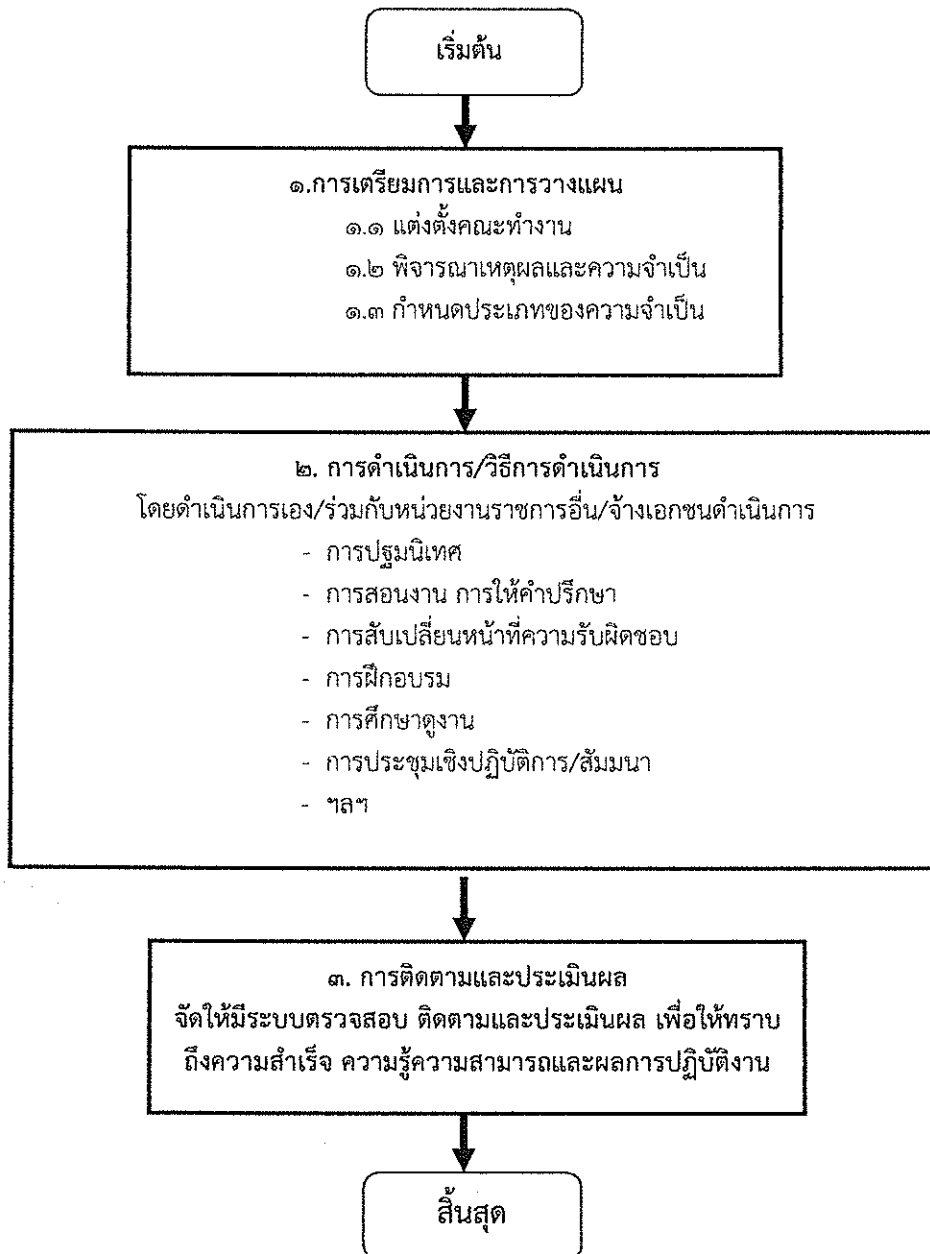 เริ่มต้น
๑.การเตรียมการและการวางแผน
๑.๑ แต่งตั้งคณะทำงาน
๑.๒ พิจารณาเหตุผลและความจำเป็น
๑.๓ กำหนดประเภทของความจำเป็น
๒. การดำเนินการ/วิธีการดำเนินการ
โดยดำเนินการเอง/ร่วมกับหน่วยงานราชการอื่น/จ้างเอกชนดำเนินการ
- การปฐมนิเทศ
- การสอนงาน การให้คำปรึกษา
- การสับเปลี่ยนหน้าที่ความรับผิดชอบ
- การฝึกอบรม
- การศึกษาดูงาน
- การประชุมเชิงปฏิบัติการ/สัมมนา
- ฯลฯ
๓. การติดตามและประเมินผล
จัดให้มีระบบตรวจสอบ ติดตามและประเมินผล เพื่อให้ทราบ
ถึงความสำเร็จ ความรู้ความสามารถและผลการปฏิบัติงาน
สิ้นสุด